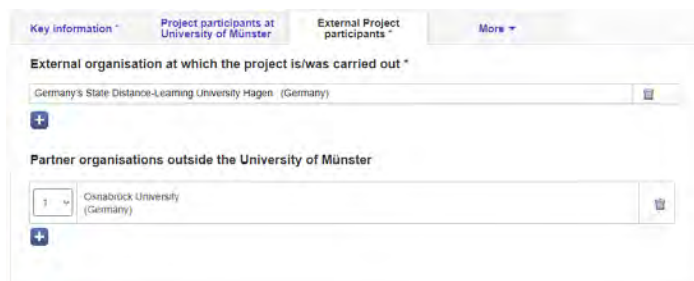 Key information *
Project participants at
University of Münster
External Project
participants *
More
External organisation at which the project is/was carried out *
Germany's State Distance-Learning University Hagen (Germany)
Partner organisations outside the University of Münster
1
Osnabrück University
(Germany)